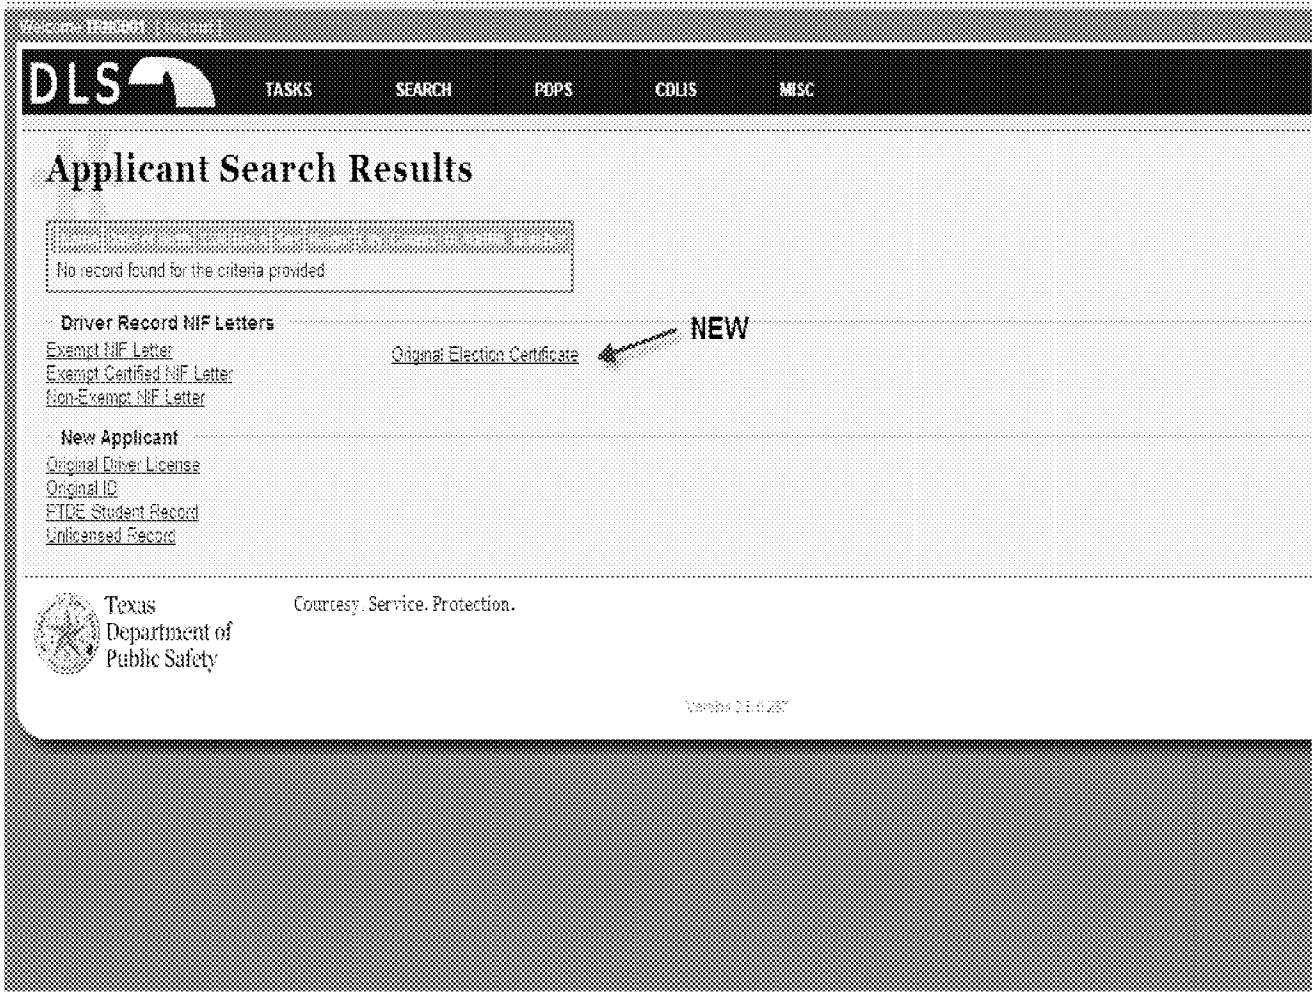 Welcome
DLS
TASKS SEARCH PDPS CDLIS MISC
Applicant Search Results
No record found for the criteria provided
Driver Record NIF Letters
Exempt NIF Letter
Exempt Certified NIF Letter
Non-Exempt NIF Letter
Original Election Certificate
NEW
New Applicant
Original Driver License
Original ID
PTDE Student Record
Unlicensed Record
Texas
Department of
Public Safety
Courtesy. Service. Protection.
Version